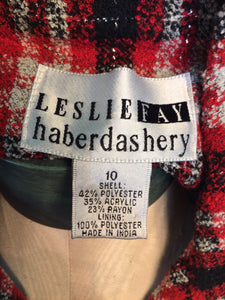 LESLIE FAY
haberdashery
10
SHELL:
42% POLYESTER
35% ACRYLIC
23% RAYON
LINING:
100% POLYESTER
MADE IN INDIA